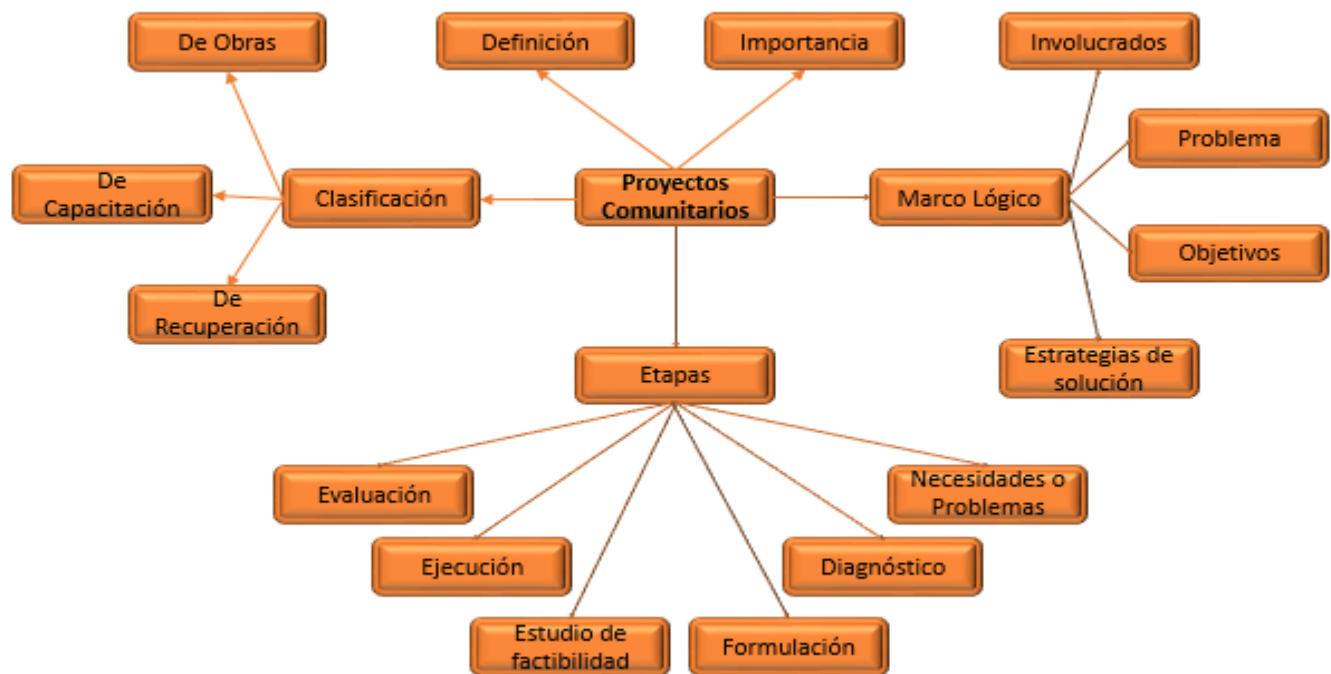 De Obras
Definición
Importancia
Involucrados
Problema
De
Capacitación
Clasificación
Proyectos
Comunitarios
Marco Lógico
Objetivos
De
Recuperación
Etapas
Estrategias de
solución
Evaluación
Necesidades o
Problemas
Ejecución
Diagnóstico
Estudio de
factibilidad
Formulación